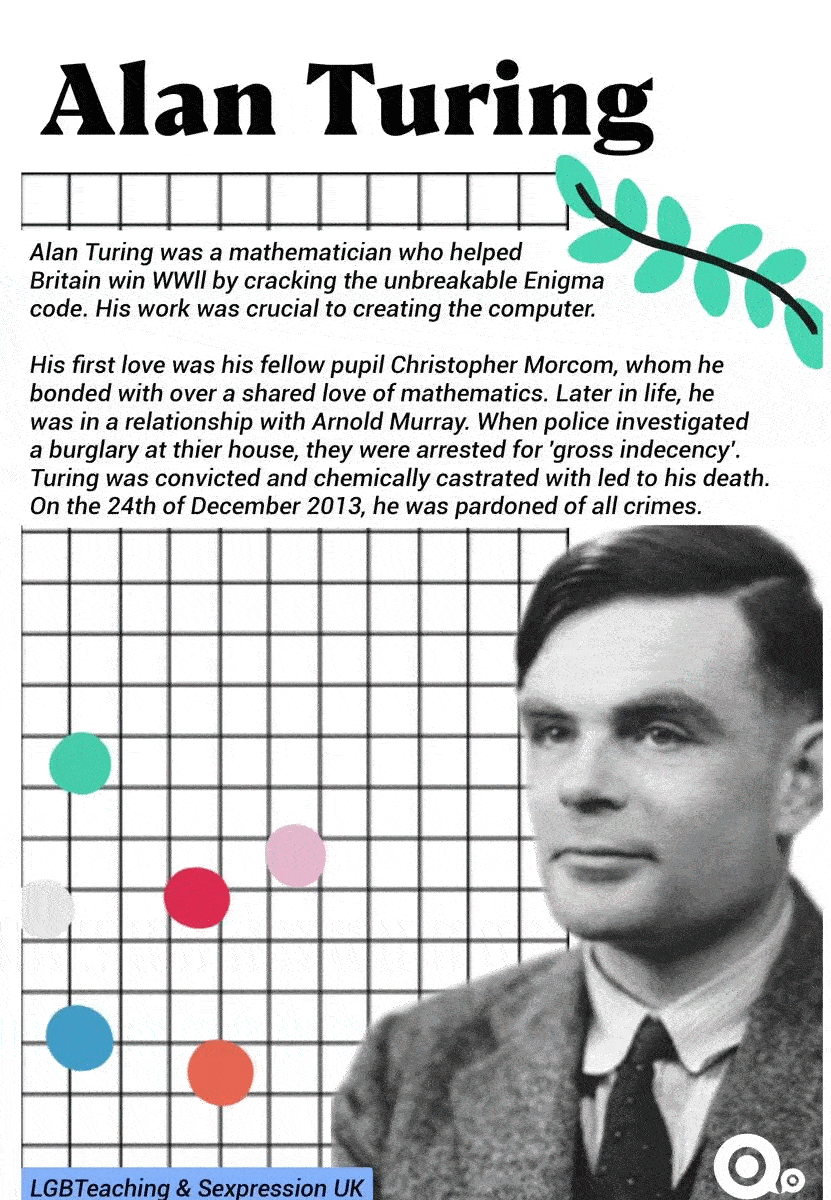 Alan Turing
Alan Turing was a mathematician who helped
Britain win WWll by cracking the unbreakable Enigma
code. His work was crucial to creating the computer.
His first love was his fellow pupil Christopher Morcom, whom he
bonded with over a shared love of mathematics. Later in life, he
was in a relationship with Arnold Murray. When police investigated
a burglary at thier house, they were arrested for 'gross indecency'.
Turing was convicted and chemically castrated with led to his death.
On the 24th of December 2013, he was pardoned of all crimes.
LGBTeaching & Sexpression UK